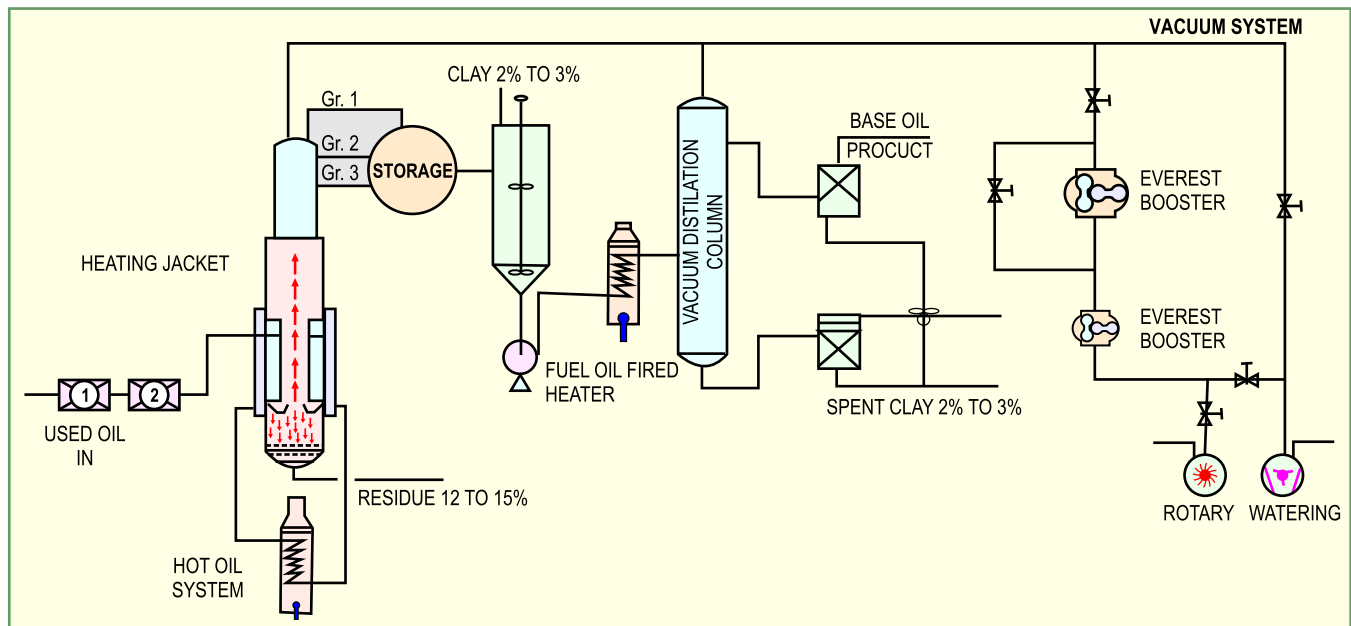 VACUUM SYSTEM
CLAY 2% TO 3%
Gr. 1
Gr. 2
Gr. 3
STORAGE
BASE OIL
PROCUCT
VACUUM DISTILATION
COLUMN
EVEREST
BOOSTER
HEATING JACKET
EVEREST
BOOSTER
FUEL OIL FIRED
HEATER
1
2
USED OIL
IN
SPENT CLAY 2% TO 3%
RESIDUE 12 TO 15%
ROTARY
WATERING
HOT OIL
SYSTEM